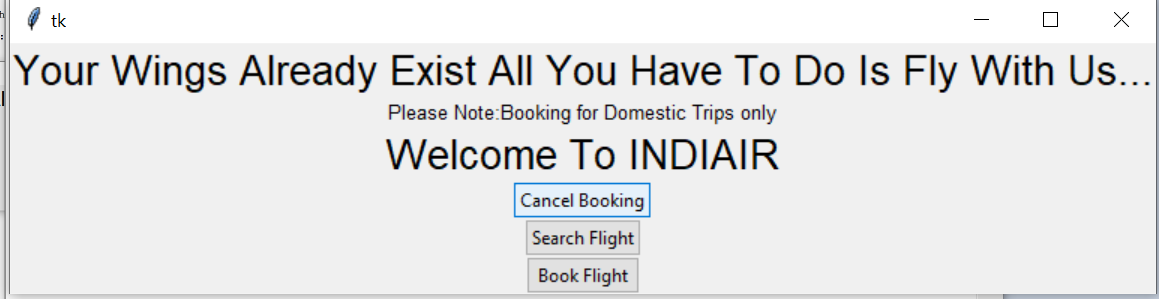 tk
Your Wings Already Exist All You Have To Do Is Fly With Us...
Please Note:Booking for Domestic Trips only
Welcome To INDIAIR
Cancel Booking
Search Flight
Book Flight